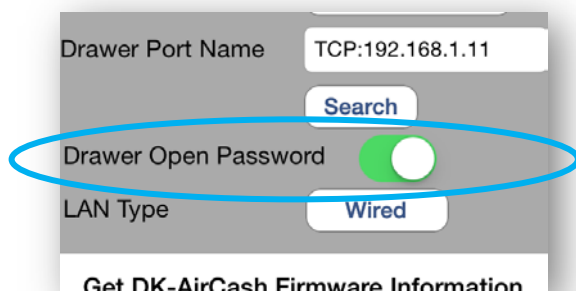 Drawer Port Name TCP:192.168.1.11
Search
Drawer Open Password
LAN Type Wired
Get DK-AirCash Firmware Information